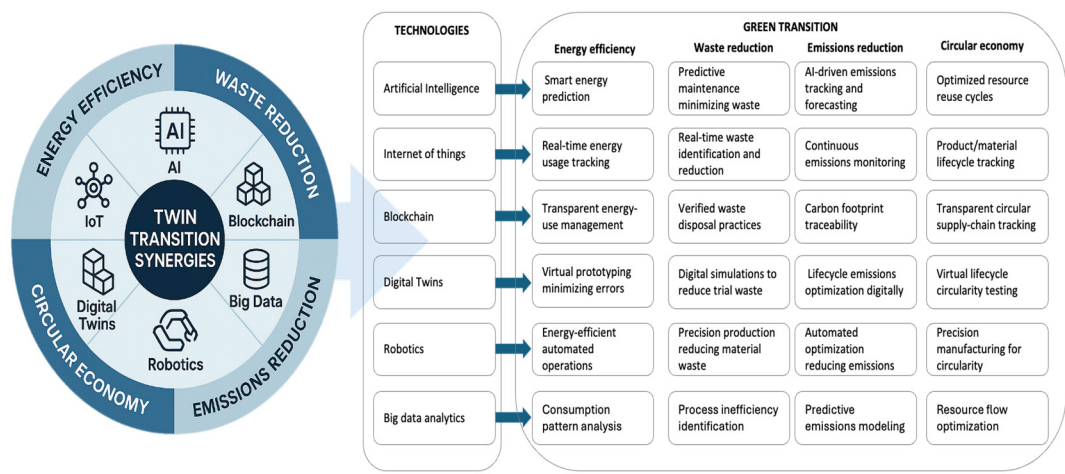 ENERGY EFFICIENCY
WASTE REDUCTION
AI
AI
IoT
Blockchain
TWIN
TRANSITION
SYNERGIES
Digital
Twins
Big Data
Robotics
CIRCULAR ECONOMY
EMISSIONS REDUCTION
TECHNOLOGIES
GREEN TRANSITION
Energy efficiency
Waste reduction
Emissions reduction
Circular economy
Artificial Intelligence
Smart energy
prediction
Predictive
maintenance
minimizing waste
AI-driven emissions
tracking and
forecasting
Optimized resource
reuse cycles
Internet of things
Real-time energy
usage tracking
Real-time waste
identification and
reduction
Continuous
emissions monitoring
Product/material
lifecycle tracking
Blockchain
Transparent energy-
use management
Verified waste
disposal practices
Carbon footprint
traceability
Transparent circular
supply-chain tracking
Digital Twins
Virtual prototyping
minimizing errors
Digital simulations to
reduce trial waste
Lifecycle emissions
optimization digitally
Virtual lifecycle
circularity testing
Robotics
Energy-efficient
automated
operations
Precision production
reducing material
waste
Automated
optimization
reducing emissions
Precision
manufacturing for
circularity
Big data analytics
Consumption
pattern analysis
Process inefficiency
identification
Predictive
emissions modeling
Resource flow
optimization